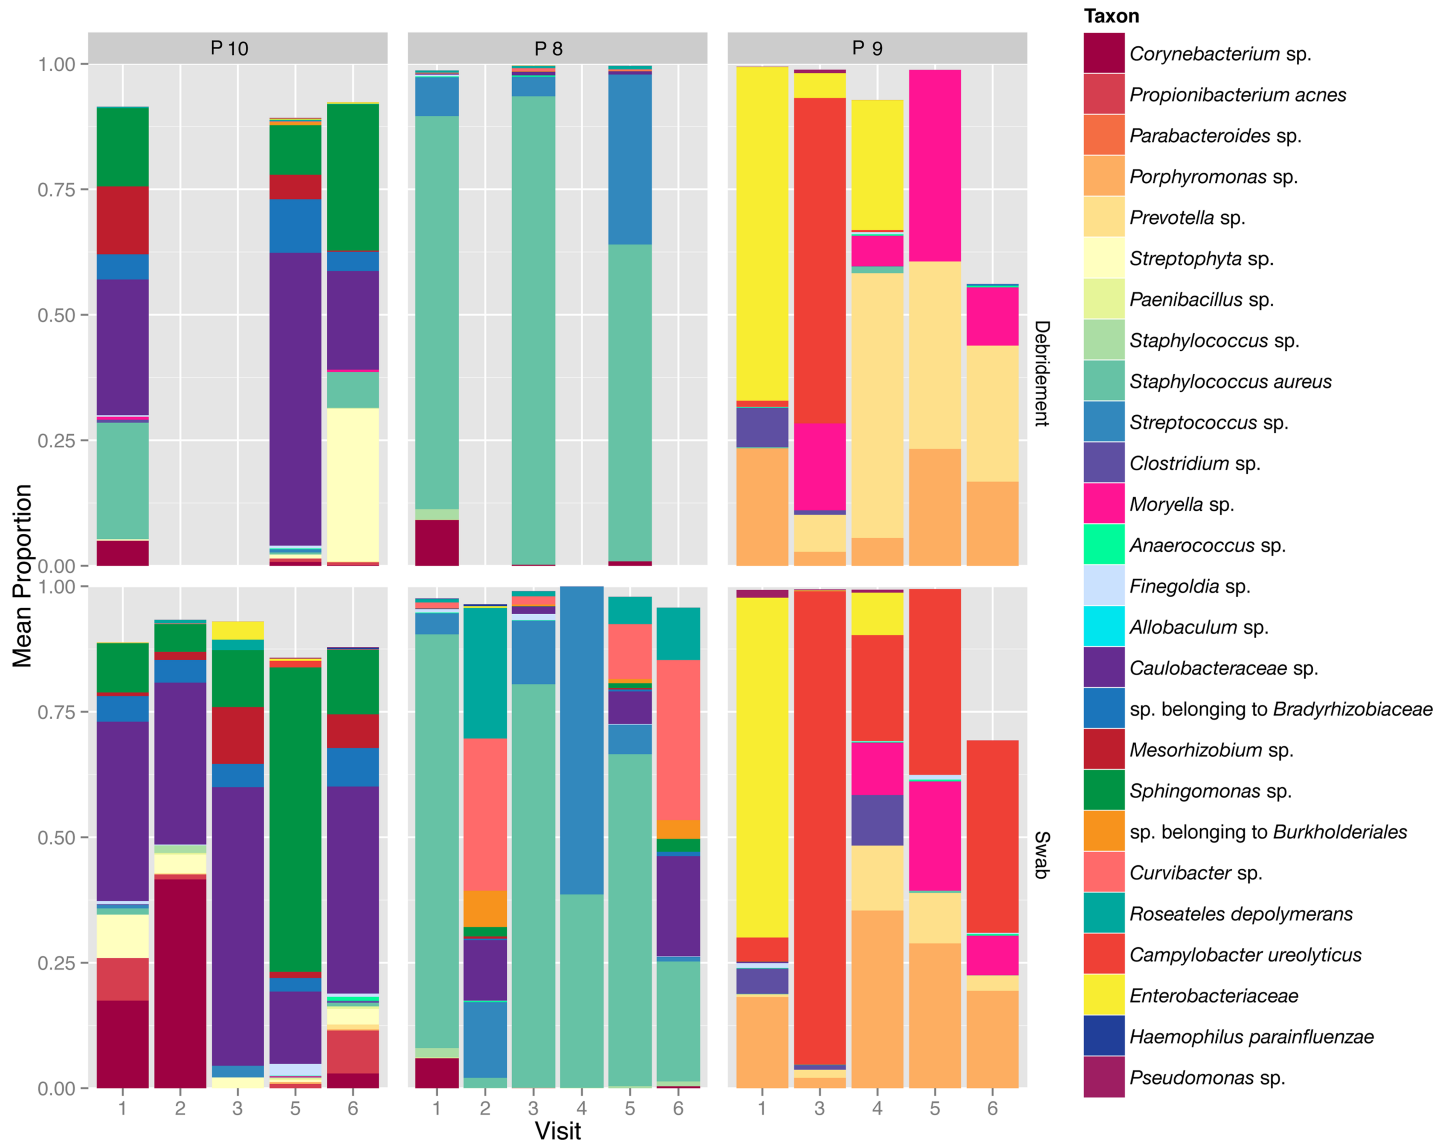 Taxon
P 10
P 8
P 9
1.00
0.75
0.50
0.25
0.00
Debridement
1.00
0.75
0.50
0.25
0.00
Swab
Mean Proportion
1 2 3 5 6
1 2 3 4 5 6
1 3 4 5 6
Visit
Corynebacterium sp.
Propionibacterium acnes
Parabacteroides sp.
Porphyromonas sp.
Prevotella sp.
Streptophyta sp.
Paenibacillus sp.
Staphylococcus sp.
Staphylococcus aureus
Streptococcus sp.
Clostridium sp.
Moryella sp.
Anaerococcus sp.
Finegoldia sp.
Allobaculum sp.
Caulobacteraceae sp.
sp. belonging to Bradyrhizobiaceae
Mesorhizobium sp.
Sphingomonas sp.
sp. belonging to Burkholderiales
Curvibacter sp.
Roseateles depolymerans
Campylobacter ureolyticus
Enterobacteriaceae
Haemophilus parainfluenzae
Pseudomonas sp.